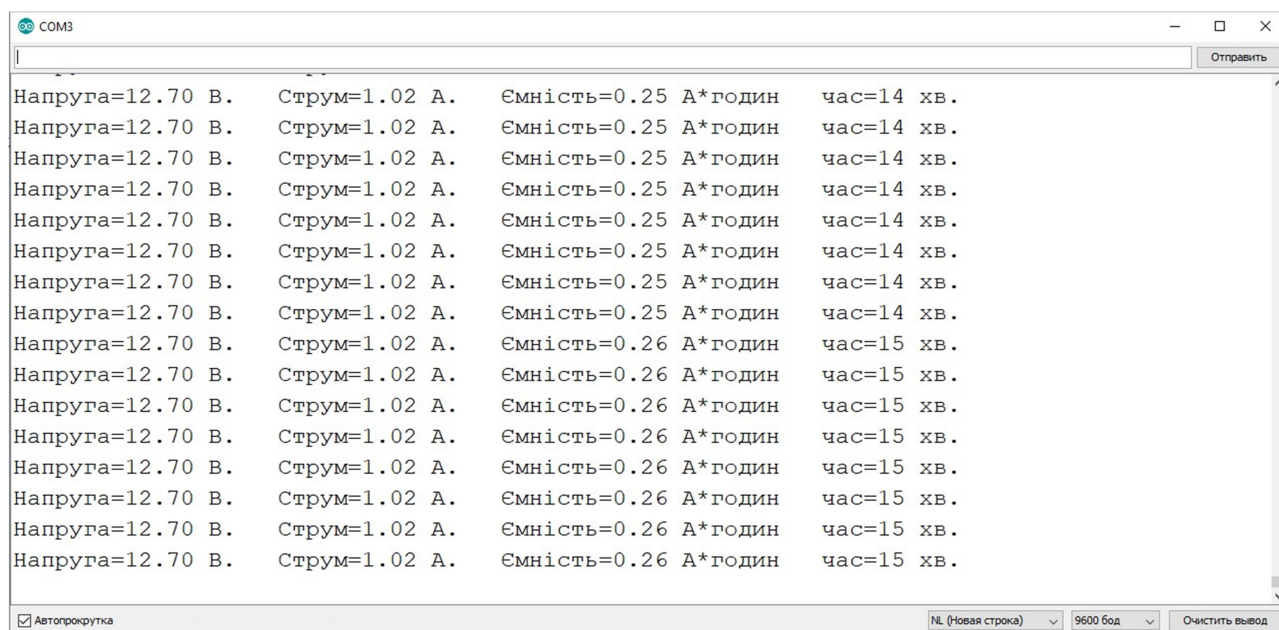 COM3
Отправить
Напруга=12.70 В. Струм=1.02 А. Ємність=0.25 А*годин час=14 хв.
Напруга=12.70 В. Струм=1.02 А. Ємність=0.25 А*годин час=14 хв.
Напруга=12.70 В. Струм=1.02 А. Ємність=0.25 А*годин час=14 хв.
Напруга=12.70 В. Струм=1.02 А. Ємність=0.25 А*годин час=14 хв.
Напруга=12.70 В. Струм=1.02 А. Ємність=0.25 А*годин час=14 хв.
Напруга=12.70 В. Струм=1.02 А. Ємність=0.25 А*годин час=14 хв.
Напруга=12.70 В. Струм=1.02 А. Ємність=0.25 А*годин час=14 хв.
Напруга=12.70 В. Струм=1.02 А. Ємність=0.25 А*годин час=14 хв.
Напруга=12.70 В. Струм=1.02 А. Ємність=0.26 А*годин час=15 хв.
Напруга=12.70 В. Струм=1.02 А. Ємність=0.26 А*годин час=15 хв.
Напруга=12.70 В. Струм=1.02 А. Ємність=0.26 А*годин час=15 хв.
Напруга=12.70 В. Струм=1.02 А. Ємність=0.26 А*годин час=15 хв.
Напруга=12.70 В. Струм=1.02 А. Ємність=0.26 А*годин час=15 хв.
Напруга=12.70 В. Струм=1.02 А. Ємність=0.26 А*годин час=15 хв.
Напруга=12.70 В. Струм=1.02 А. Ємність=0.26 А*годин час=15 хв.
Напруга=12.70 В. Струм=1.02 А. Ємність=0.26 А*годин час=15 хв.
Автопрокрутка NL (Новая строка) 9600 бод Очистить вывод